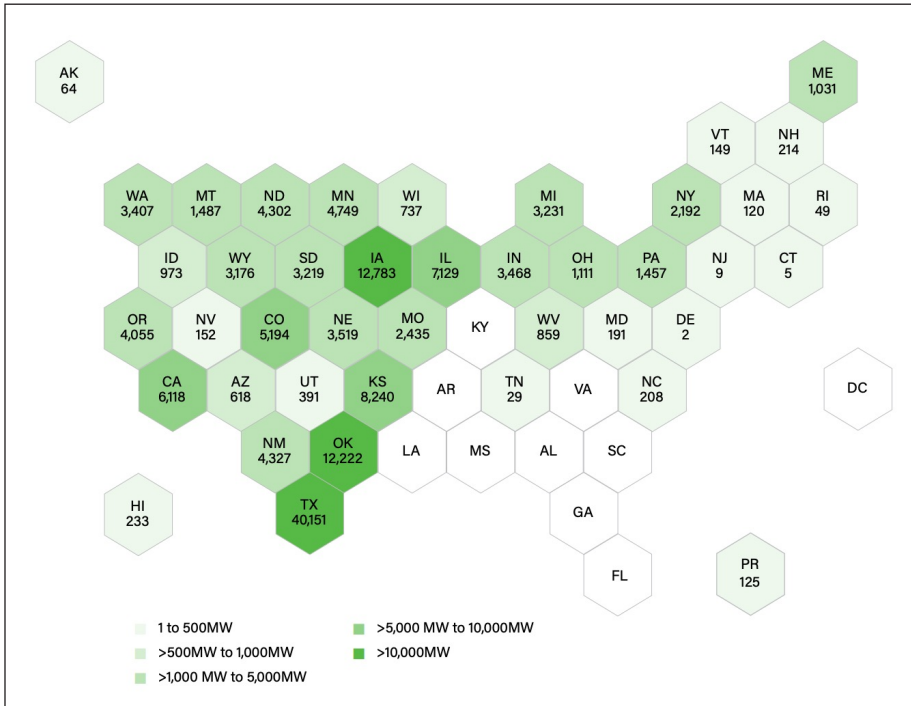 AK
64
ME
1,031
VT
149
NH
214
WA
3,407
MT
1,487
ND
4,302
MN
4,749
WI
737
MI
3,231
NY
2,192
MA
120
RI
49
ID
973
WY
3,176
SD
3,219
IA
12,783
IL
7,129
IN
3,468
OH
1,111
PA
1,457
NJ
9
CT
5
OR
4,055
NV
152
CO
5,194
NE
3,519
MO
2,435
KY
WV
859
MD
191
DE
2
CA
6,118
AZ
618
UT
391
KS
8,240
AR
TN
29
VA
NC
208
DC
NM
4,327
OK
12,222
LA
MS
AL
SC
HI
233
TX
40,151
GA
FL
PR
125
1 to 500MW
>500MW to 1,000MW
>1,000 MW to 5,000MW
>5,000 MW to 10,000MW
>10,000MW